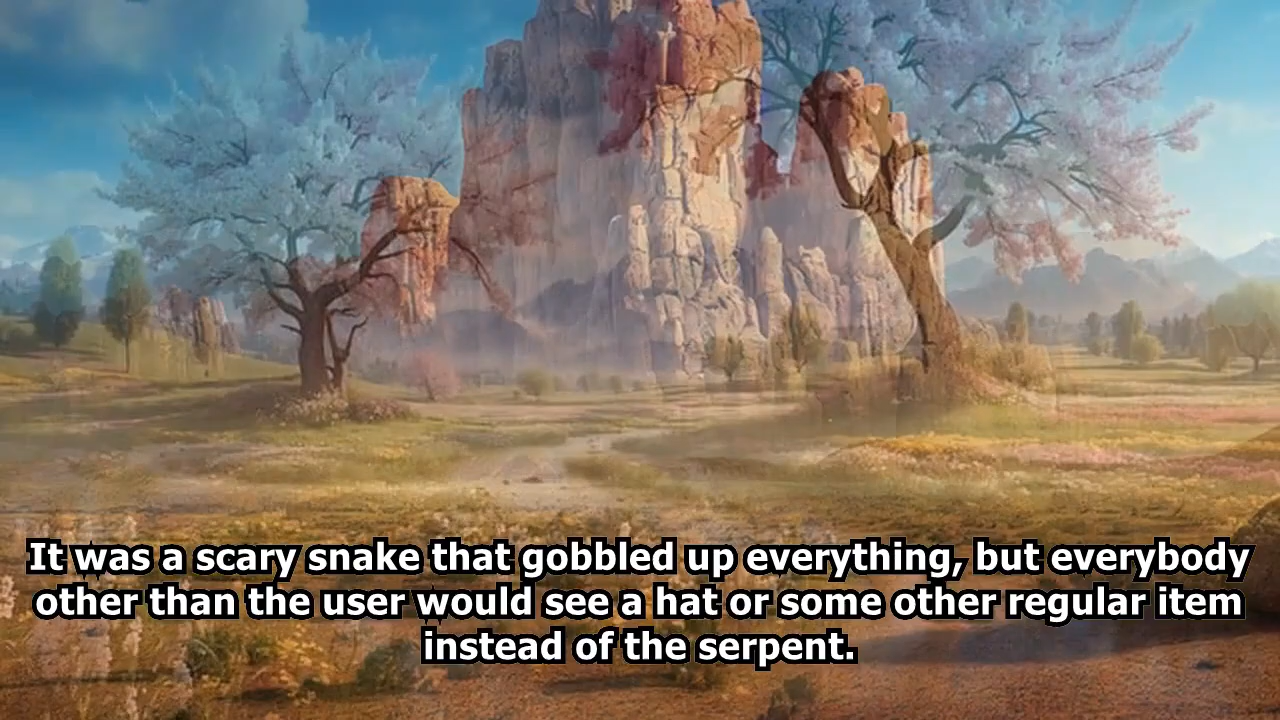 It was a scary snake that gobbled up everything, but everybody
other than the user would see a hat or some other regular item
instead of the serpent.